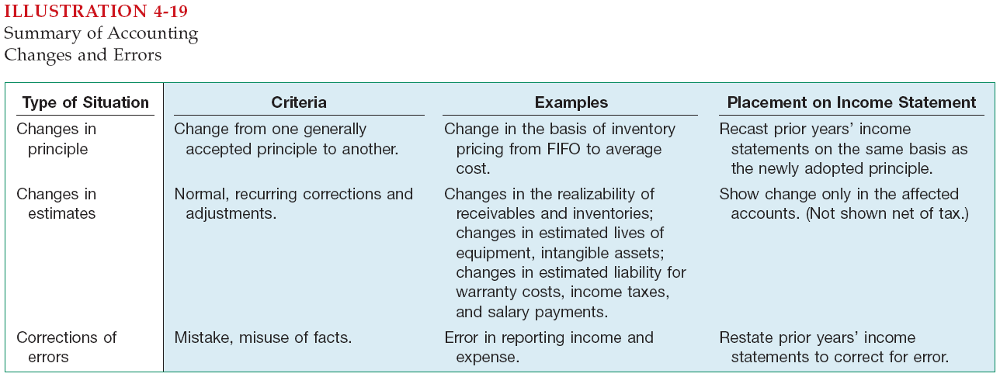 ILLUSTRATION 4-19
Summary of Accounting
Changes and Errors
Type of Situation
Criteria
Examples
Placement on Income Statement
Changes in
principle
Change from one generally
accepted principle to another.
Change in the basis of inventory
pricing from FIFO to average
cost.
Recast prior years' income
statements on the same basis as
the newly adopted principle.
Changes in
estimates
Normal, recurring corrections and
adjustments.
Changes in the realizability of
receivables and inventories;
changes in estimated lives of
equipment, intangible assets;
changes in estimated liability for
warranty costs, income taxes,
and salary payments.
Show change only in the affected
accounts. (Not shown net of tax.)
Corrections of
errors
Mistake, misuse of facts.
Error in reporting income and
expense.
Restate prior years' income
statements to correct for error.